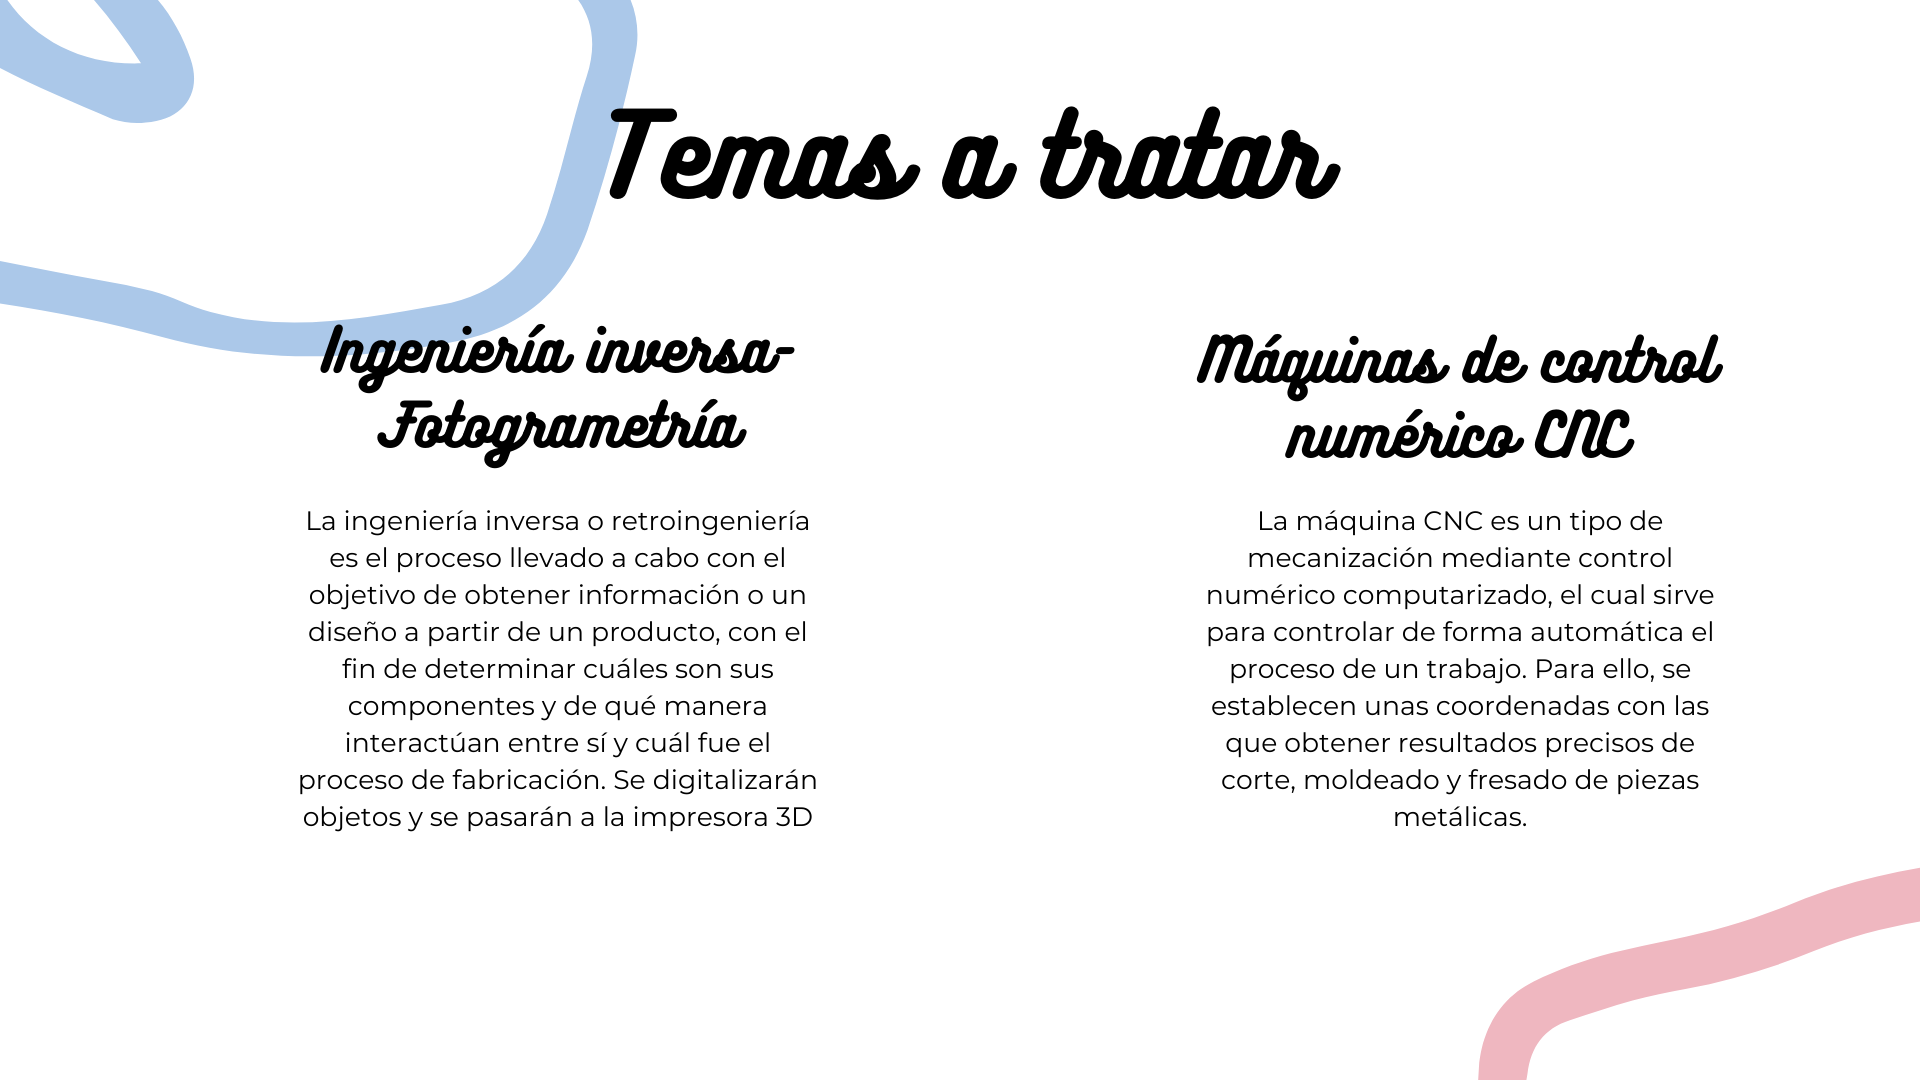 Temas a tratar
Ingeniería inversa-
Fotogrametría
La ingeniería inversa o retroingeniería
es el proceso llevado a cabo con el
objetivo de obtener información o un
diseño a partir de un producto, con el
fin de determinar cuáles son sus
componentes y de qué manera
interactúan entre sí y cuál fue el
proceso de fabricación. Se digitalizarán
objetos y se pasarán a la impresora 3D
Máquinas de control
numérico CNC
La máquina CNC es un tipo de
mecanización mediante control
numérico computarizado, el cual sirve
para controlar de forma automática el
proceso de un trabajo. Para ello, se
establecen unas coordenadas con las
que obtener resultados precisos de
corte, moldeado y fresado de piezas
metálicas.